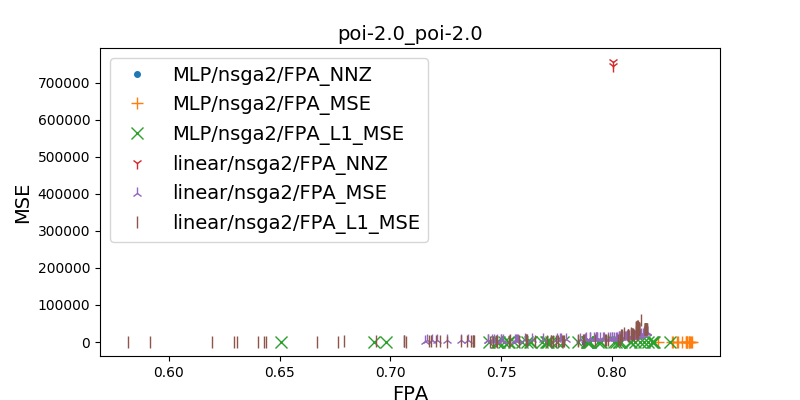 poi-2.0_poi-2.0
MLP/nsga2/FPA_NNZ
MLP/nsga2/FPA_MSE
MLP/nsga2/FPA_L1_MSE
linear/nsga2/FPA_NNZ
linear/nsga2/FPA_MSE
linear/nsga2/FPA_L1_MSE
MSE
700000
600000
500000
400000
300000
200000
100000
0
0.60 0.65 0.70 0.75 0.80
FPA